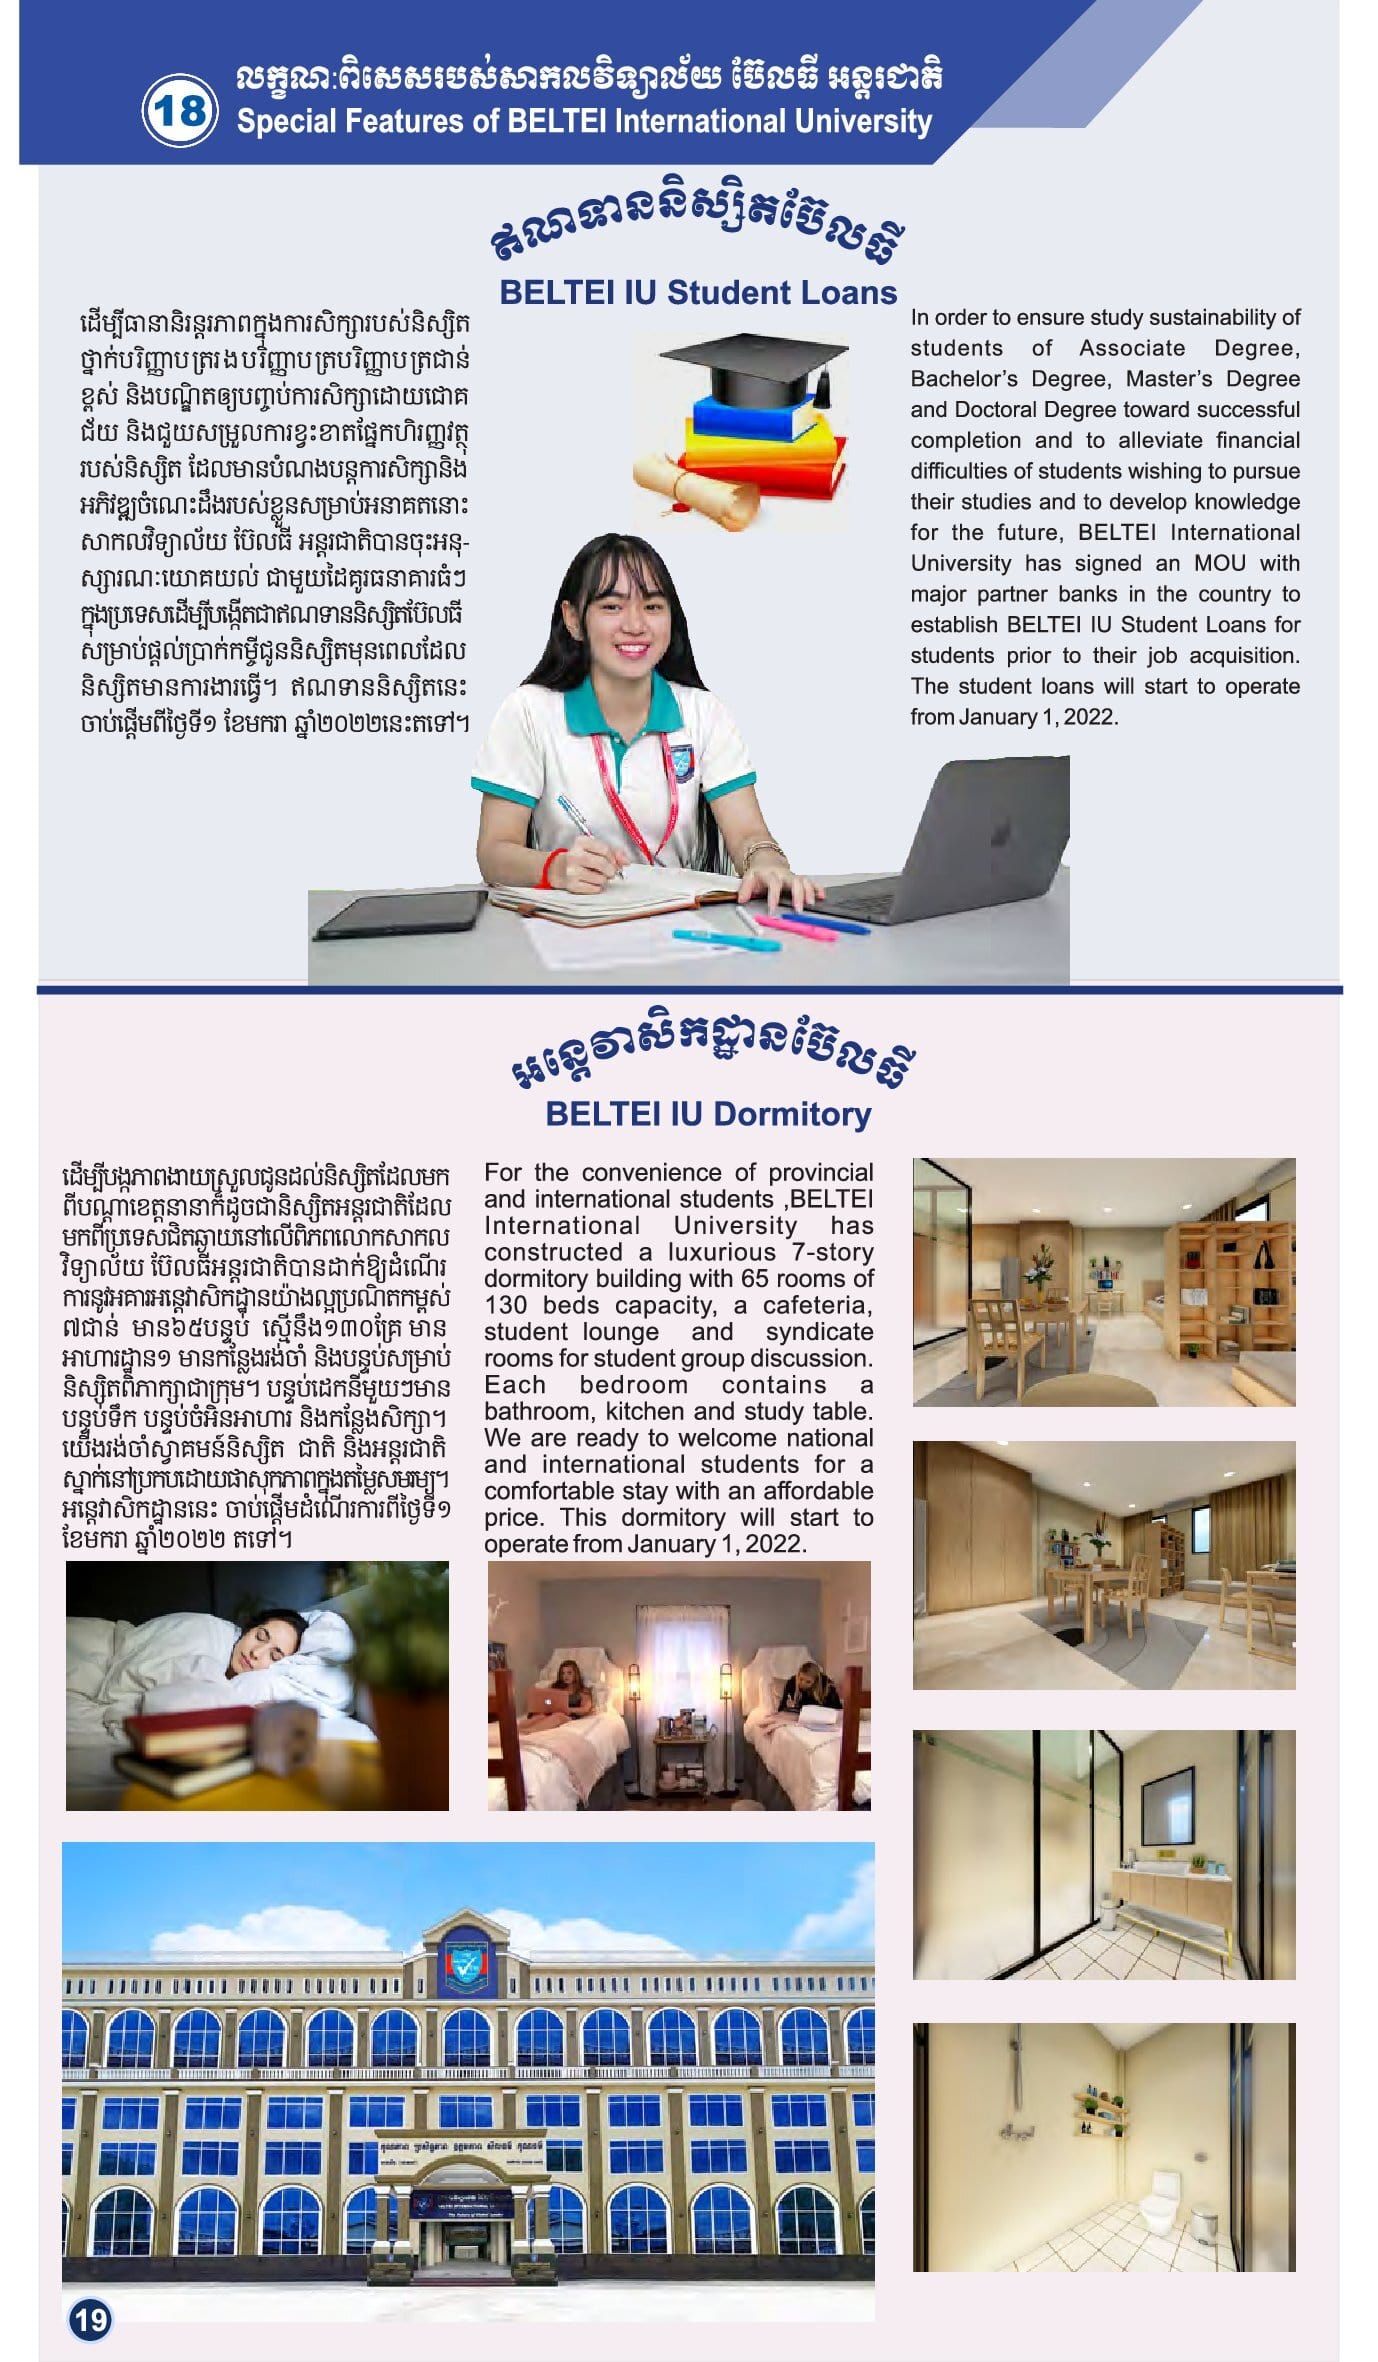 18
លក្ខណៈពិសេសរបស់សាកលវិទ្យាល័យ ប៊ែលធី អន្តរជាតិ
Special Features of BELTEI International University
ឥណទាននិស្សិតប៊ែលធី
BELTEI IU Student Loans
ដើម្បីធានានិរន្តរភាពក្នុងការសិក្សារបស់និស្សិត
ថ្នាក់បរិញ្ញាបត្ររងបរិញ្ញាបត្របរិញ្ញាបត្រជាន់
ខ្ពស់ និងបណ្ឌិតឲ្យបញ្ចប់ការសិក្សាដោយជោគ
ជ័យ និងជួយសម្រួលការខ្វះខាតផ្នែកហិរញ្ញវត្ថុ
របស់និស្សិត ដែលមានបំណងបន្តការសិក្សានិង
អភិវឌ្ឍចំណេះដឹងរបស់ខ្លួនសម្រាប់អនាគតនោះ
សាកលវិទ្យាល័យ ប៊ែលធី អន្តរជាតិបានចុះអនុ-
ស្សារណៈយោគយល់ ជាមួយដៃគូរធនាគារធំៗ
ក្នុងប្រទេសដើម្បីបង្កើតជាឥណទាននិស្សិតប៊ែលធី
សម្រាប់ផ្តល់ប្រាក់កម្ចីជូននិស្សិតមុនពេលដែល
និស្សិតមានការងារធ្វើ។ ឥណទាននិស្សិតនេះ
ចាប់ផ្តើមពីថ្ងៃទី១ ខែមករា ឆ្នាំ២០២២នេះតទៅ។
In order to ensure study sustainability of
students of Associate Degree,
Bachelor's Degree, Master's Degree
and Doctoral Degree toward successful
completion and to alleviate financial
difficulties of students wishing to pursue
their studies and to develop knowledge
for the future, BELTEI International
University has signed an MOU with
major partner banks in the country to
establish BELTEI IU Student Loans for
students prior to their job acquisition.
The student loans will start to operate
from January 1, 2022.
អន្តេវាសិកដ្ឋានប៊ែលធី
BELTEI IU Dormitory
ដើម្បីបង្កភាពងាយស្រួលជូនដល់និស្សិតដែលមក
ពីបណ្តាខេត្តនានាក៏ដូចជានិស្សិតអន្តរជាតិដែល
មកពីប្រទេសជិតឆ្ងាយនៅលើពិភពលោកសាកល
វិទ្យាល័យ ប៊ែលធីអន្តរជាតិបានដាក់ឱ្យដំណើរ
ការនូវអគារអន្តេវាសិកដ្ឋានយ៉ាងល្អប្រណិតកម្ពស់
៧ជាន់ មាន៦៥បន្ទប់ ស្មើនឹង១៣០គ្រែ មាន
អាហារដ្ឋាន១ មានកន្លែងរង់ចាំ និងបន្ទប់សម្រាប់
និស្សិតពិភាក្សាជាក្រុម។ បន្ទប់ដេកនីមួយៗមាន
បន្ទប់ទឹក បន្ទប់ចំអិនអាហារ និងកន្លែងសិក្សា។
យើងរង់ចាំស្វាគមន៍និស្សិត ជាតិ និងអន្តរជាតិ
ស្នាក់នៅប្រកបដោយផាសុកភាពក្នុងតម្លៃសមរម្យ។
អន្តេវាសិកដ្ឋាននេះ ចាប់ផ្តើមដំណើរការពីថ្ងៃទី១
ខែមករា ឆ្នាំ២០២២ តទៅ។
For the convenience of provincial
and international students ,BELTEI
International University has
constructed a luxurious 7-story
dormitory building with 65 rooms of
130 beds capacity, a cafeteria,
student lounge and syndicate
rooms for student group discussion.
Each bedroom contains a
bathroom, kitchen and study table.
We are ready to welcome national
and international students for a
comfortable stay with an affordable
price. This dormitory will start to
operate from January 1, 2022.
គុណភាព ប្រសិទ្ធភាព ឧត្តមភាព សីលធម៌ គុណធម៌
BELTEI INTERNATIONAL
19